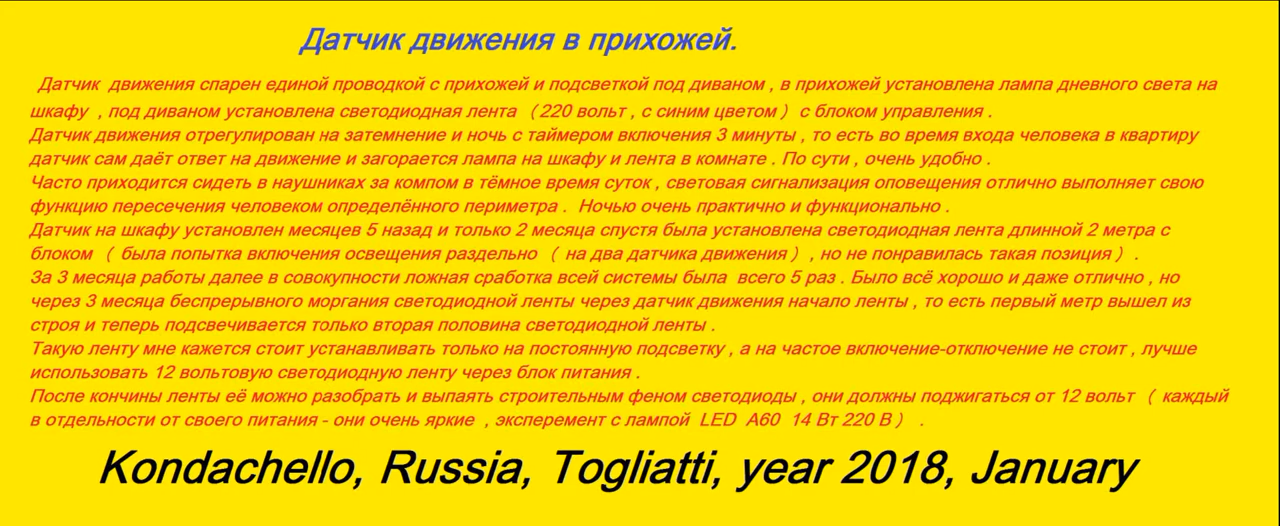 Датчик движения в прихожей.
Датчик движения спарен единой проводкой с прихожей и подсветкой под диваном , в прихожей установлена лампа дневного света на
шкафу , под диваном установлена светодиодная лента ( 220 вольт , с синим цветом ) с блоком управления .
Датчик движения отрегулирован на затемнение и ночь с таймером включения 3 минуты , то есть во время входа человека в квартиру
датчик сам даёт ответ на движение и загорается лампа на шкафу и лента в комнате . По сути , очень удобно .
Часто приходится сидеть в наушниках за компом в тёмное время суток , световая сигнализация оповещения отлично выполняет свою
функцию пересечения человеком определённого периметра . Ночью очень практично и функционально .
Датчик на шкафу установлен месяцев 5 назад и только 2 месяца спустя была установлена светодиодная лента длинной 2 метра с
блоком ( была попытка включения освещения раздельно ( на два датчика движения ) , но не понравилась такая позиция ) .
За 3 месяца работы далее в совокупности ложная сработка всей системы была всего 5 раз . Было всё хорошо и даже отлично , но
через 3 месяца беспрерывного моргания светодиодной ленты через датчик движения начало ленты , то есть первый метр вышел из
строя и теперь подсвечивается только вторая половина светодиодной ленты .
Такую ленту мне кажется стоит устанавливать только на постоянную подсветку , а на частое включение-отключение не стоит , лучше
использовать 12 вольтовую светодиодную ленту через блок питания .
После кончины ленты её можно разобрать и выпаять строительным феном светодиоды , они должны поджигаться от 12 вольт ( каждый
в отдельности от своего питания - они очень яркие , эксперемент с лампой LED A60 14 Вт 220 В ) .
Kondachello, Russia, Togliatti, year 2018, January